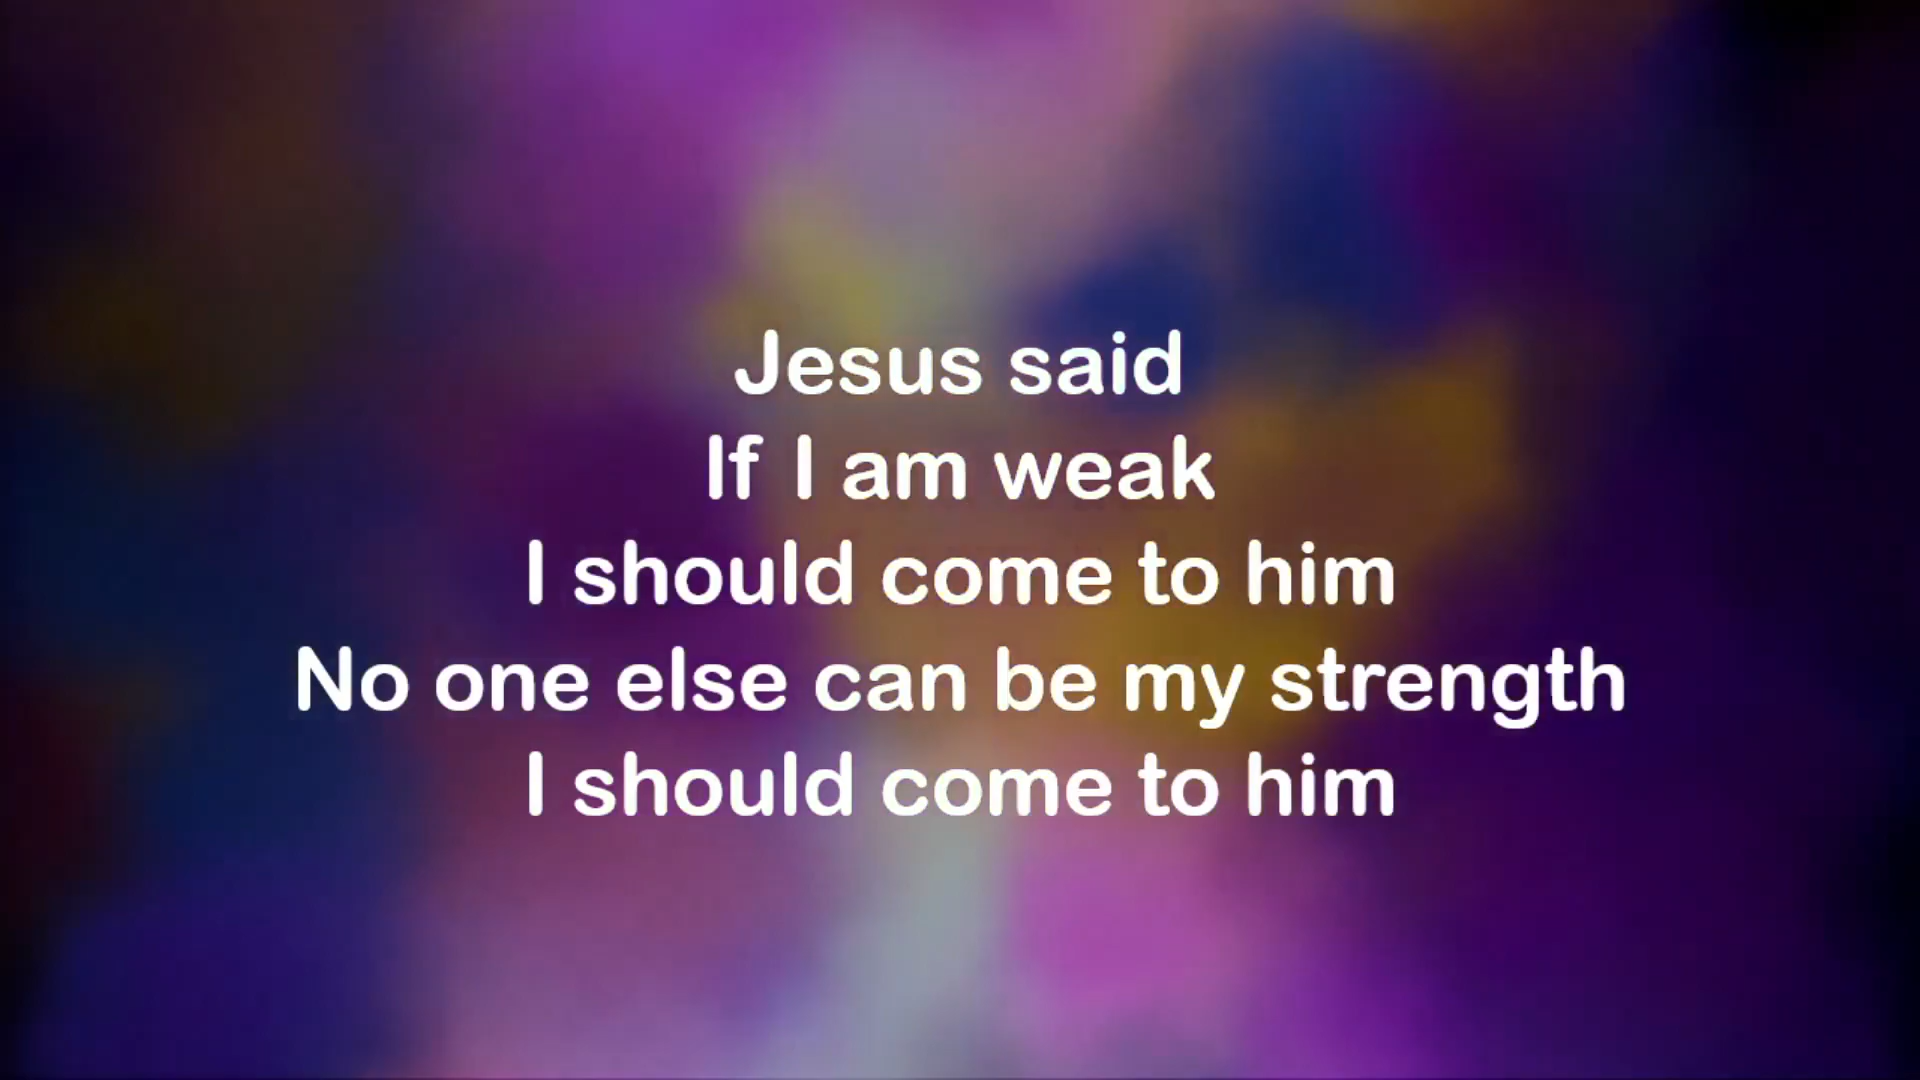 Jesus said
If I am weak
I should come to him
No one else can be my strength
I should come to him